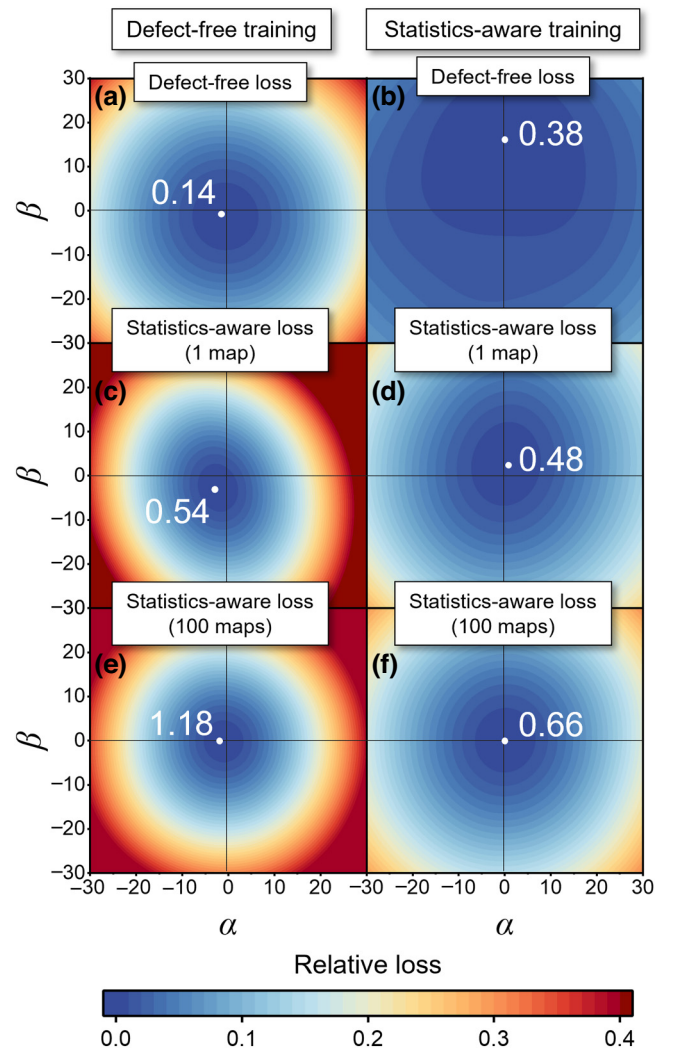 Defect-free training Statistics-aware training
Defect-free loss Defect-free loss
30 (a) (b)
20
0.38
10
0.14
β 0
−10
−20
Statistics-aware loss Statistics-aware loss
(1 map) (1 map)
−30
20 (c) (d)
10
β 0 0.48
0.54
−10
−20
Statistics-aware loss Statistics-aware loss
(100 maps) (100 maps)
−30
20 (e) (f)
10
1.18 0.66
β 0
−10
−20
−30
−30 −20 −10 0 10 20 −30 −20 −10 0 10 20 30
α α
Relative loss
0.0 0.1 0.2 0.3 0.4